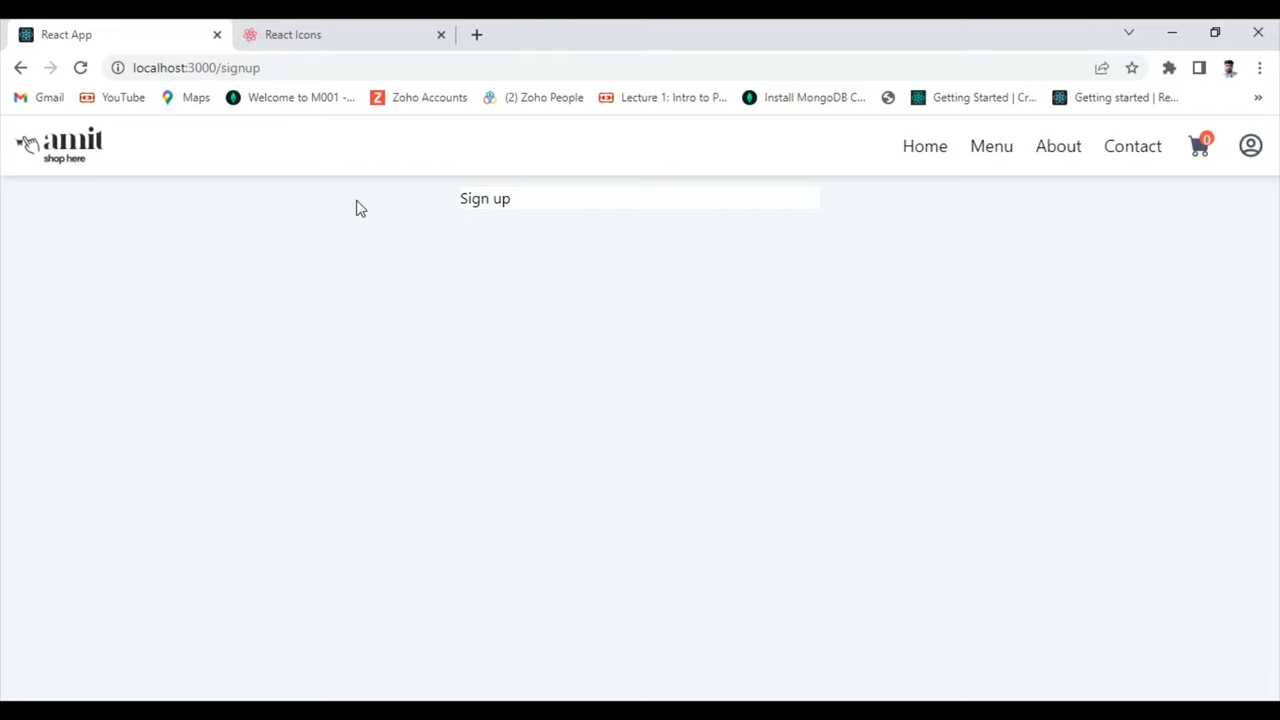 React App
React Icons
localhost:3000/signup
Gmail
YouTube
Maps
Welcome to M001 -...
Zoho Accounts
(2) Zoho People
Lecture 1: Intro to P...
Install MongoDB C...
Getting Started | Cr...
Getting started | Re...
amit
shop here
Home
Menu
About
Contact
0
Sign up